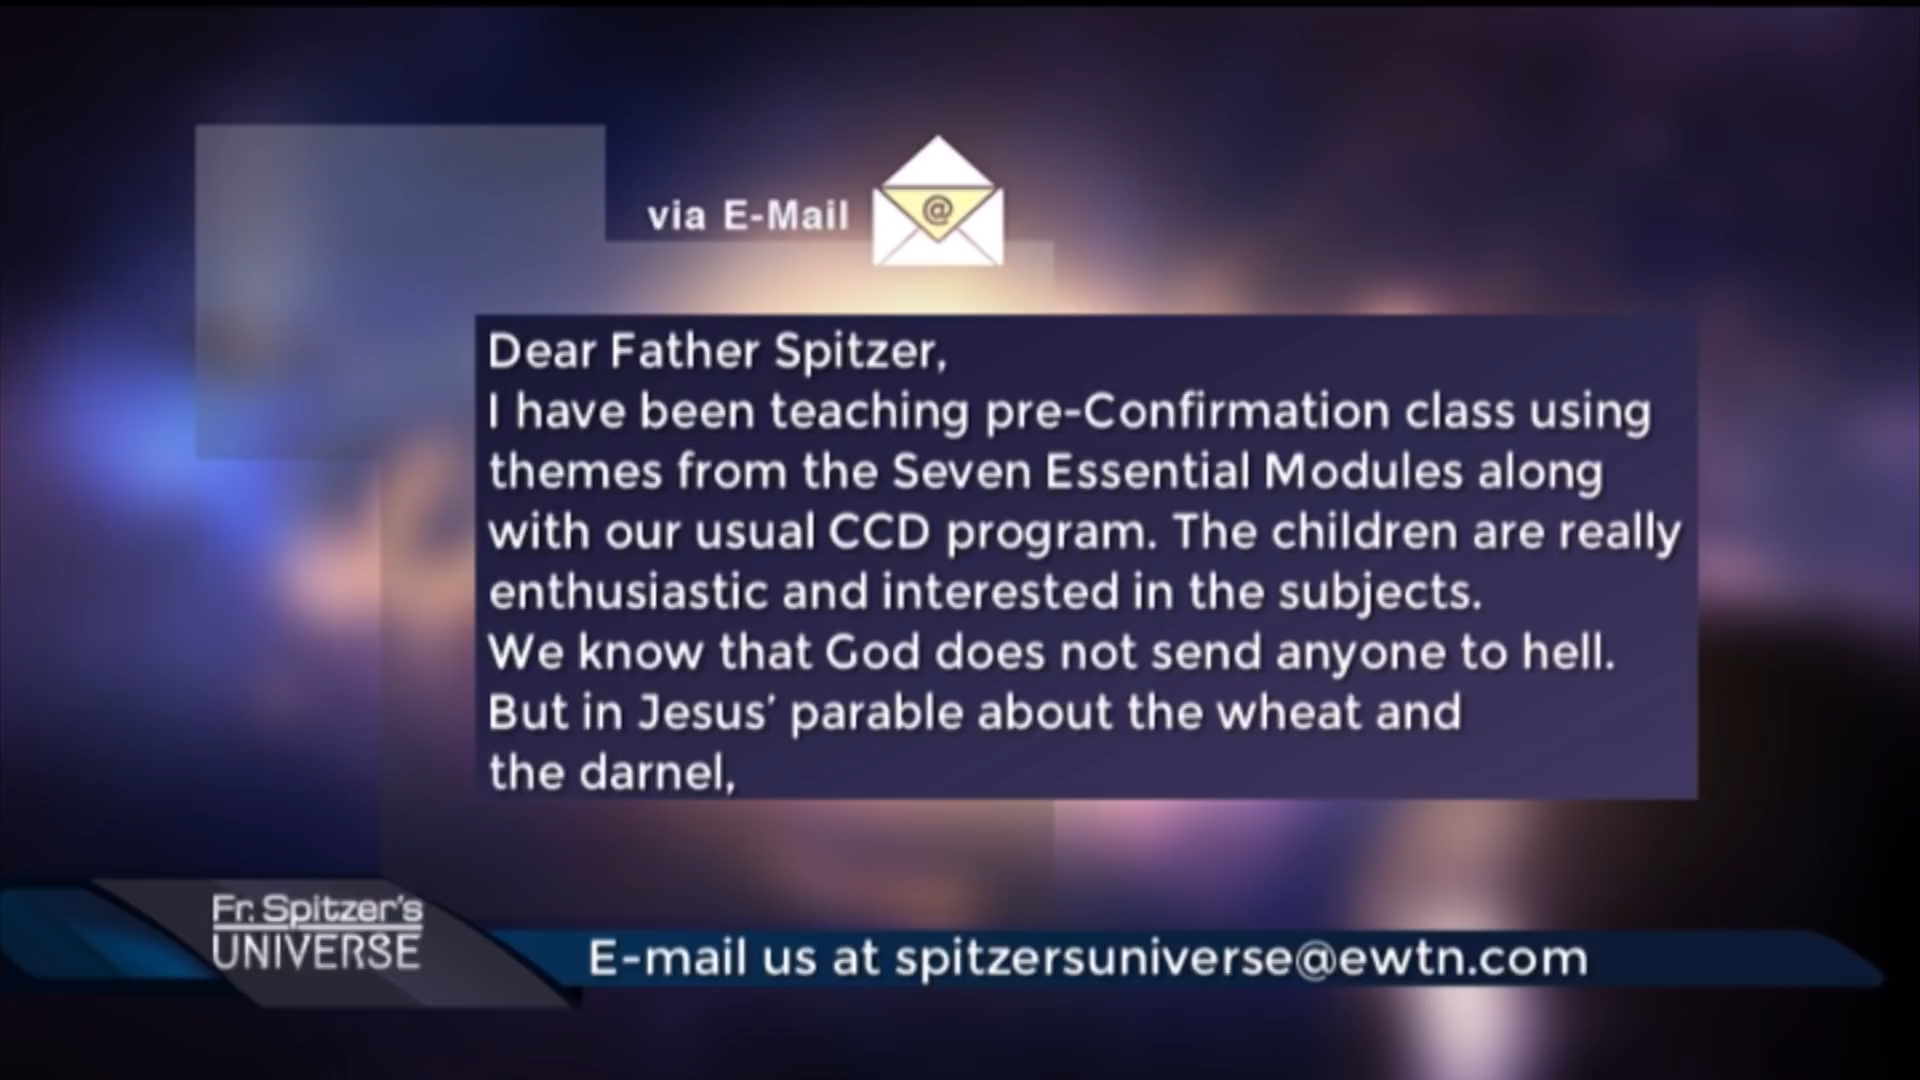 via E-Mail
@
Dear Father Spitzer,
I have been teaching pre-Confirmation class using
themes from the Seven Essential Modules along
with our usual CCD program. The children are really
enthusiastic and interested in the subjects.
We know that God does not send anyone to hell.
But in Jesus’ parable about the wheat and
the darnel,
Fr. Spitzer's
UNIVERSE
E-mail us at spitzersuniverse@ewtn.com